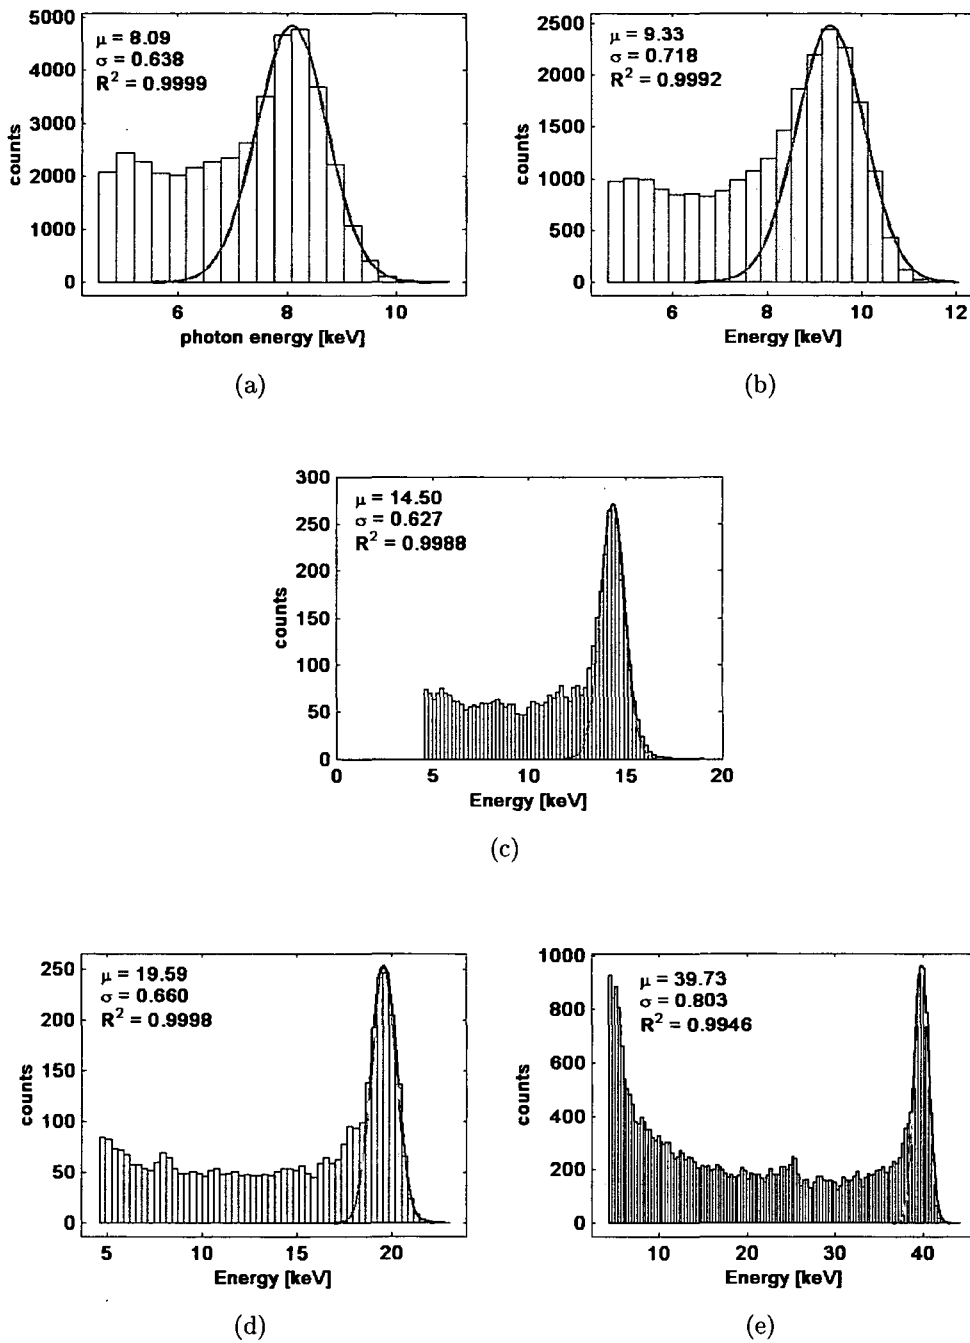 μ = 8.09
σ = 0.638
R² = 0.9999
5000
4000
3000
2000
1000
0
counts
6 8 10
photon energy [keV]
(a)
μ = 9.33
σ = 0.718
R² = 0.9992
2500
2000
1500
1000
500
0
counts
6 8 10 12
Energy [keV]
(b)
μ = 14.50
σ = 0.627
R² = 0.9988
300
250
200
150
100
50
0
counts
0 5 10 15 20
Energy [keV]
(c)
μ = 19.59
σ = 0.660
R² = 0.9998
250
200
150
100
50
0
counts
5 10 15 20
Energy [keV]
(d)
μ = 39.73
σ = 0.803
R² = 0.9946
1000
800
600
400
200
0
counts
10 20 30 40
Energy [keV]
(e)